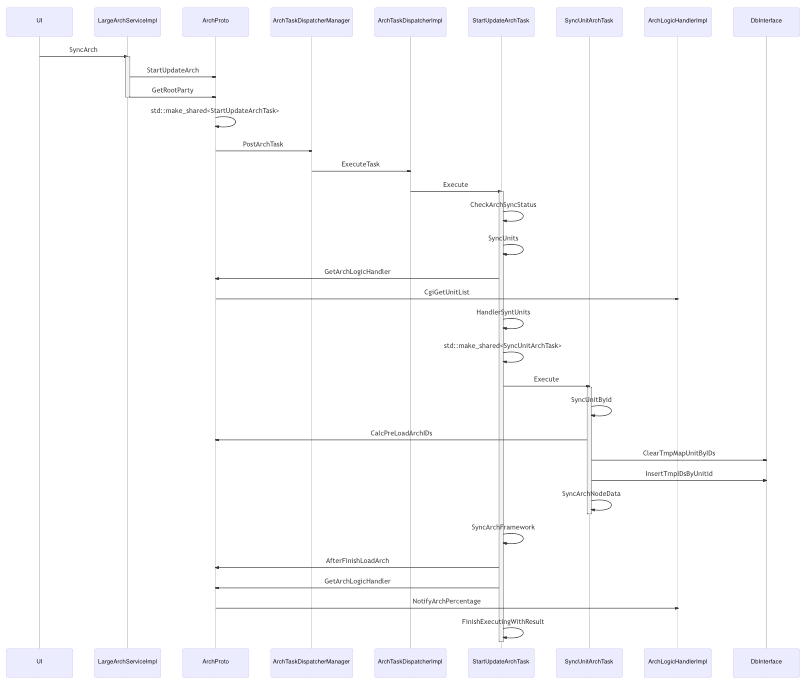 UI
LargeArchServiceImpl
ArchProto
ArchTaskDispatcherManager
ArchTaskDispatcherImpl
StartUpdateArchTask
SyncUnitArchTask
ArchLogicHandlerImpl
DbInterface
SyncArch
StartUpdateArch
GetRootParty
std::make_shared<StartUpdateArchTask>
PostArchTask
ExecuteTask
Execute
CheckArchSyncStatus
SyncUnits
GetArchLogicHandler
CgiGetUnitList
HandlerSyntUnits
std::make_shared<SyncUnitArchTask>
Execute
SyncUnitById
CalcPreLoadArchIDs
ClearTmpMapUnitByIDs
InsertTmpIDsByUnitId
SyncArchNodeData
SyncArchFramework
AfterFinishLoadArch
GetArchLogicHandler
NotifyArchPercentage
FinishExecutingWithResult
UI
LargeArchServiceImpl
ArchProto
ArchTaskDispatcherManager
ArchTaskDispatcherImpl
StartUpdateArchTask
SyncUnitArchTask
ArchLogicHandlerImpl
DbInterface